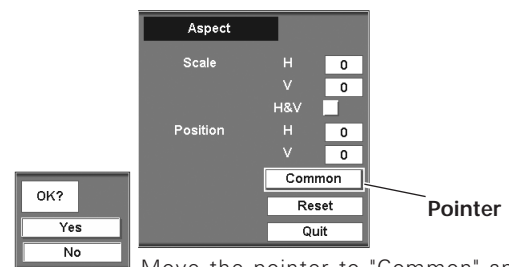 Aspect
Scale H 0
V 0
H&V
Position H 0
V 0
Common
Reset
Quit
Pointer
OK?
Yes
No
Move the pointer to "Common" an